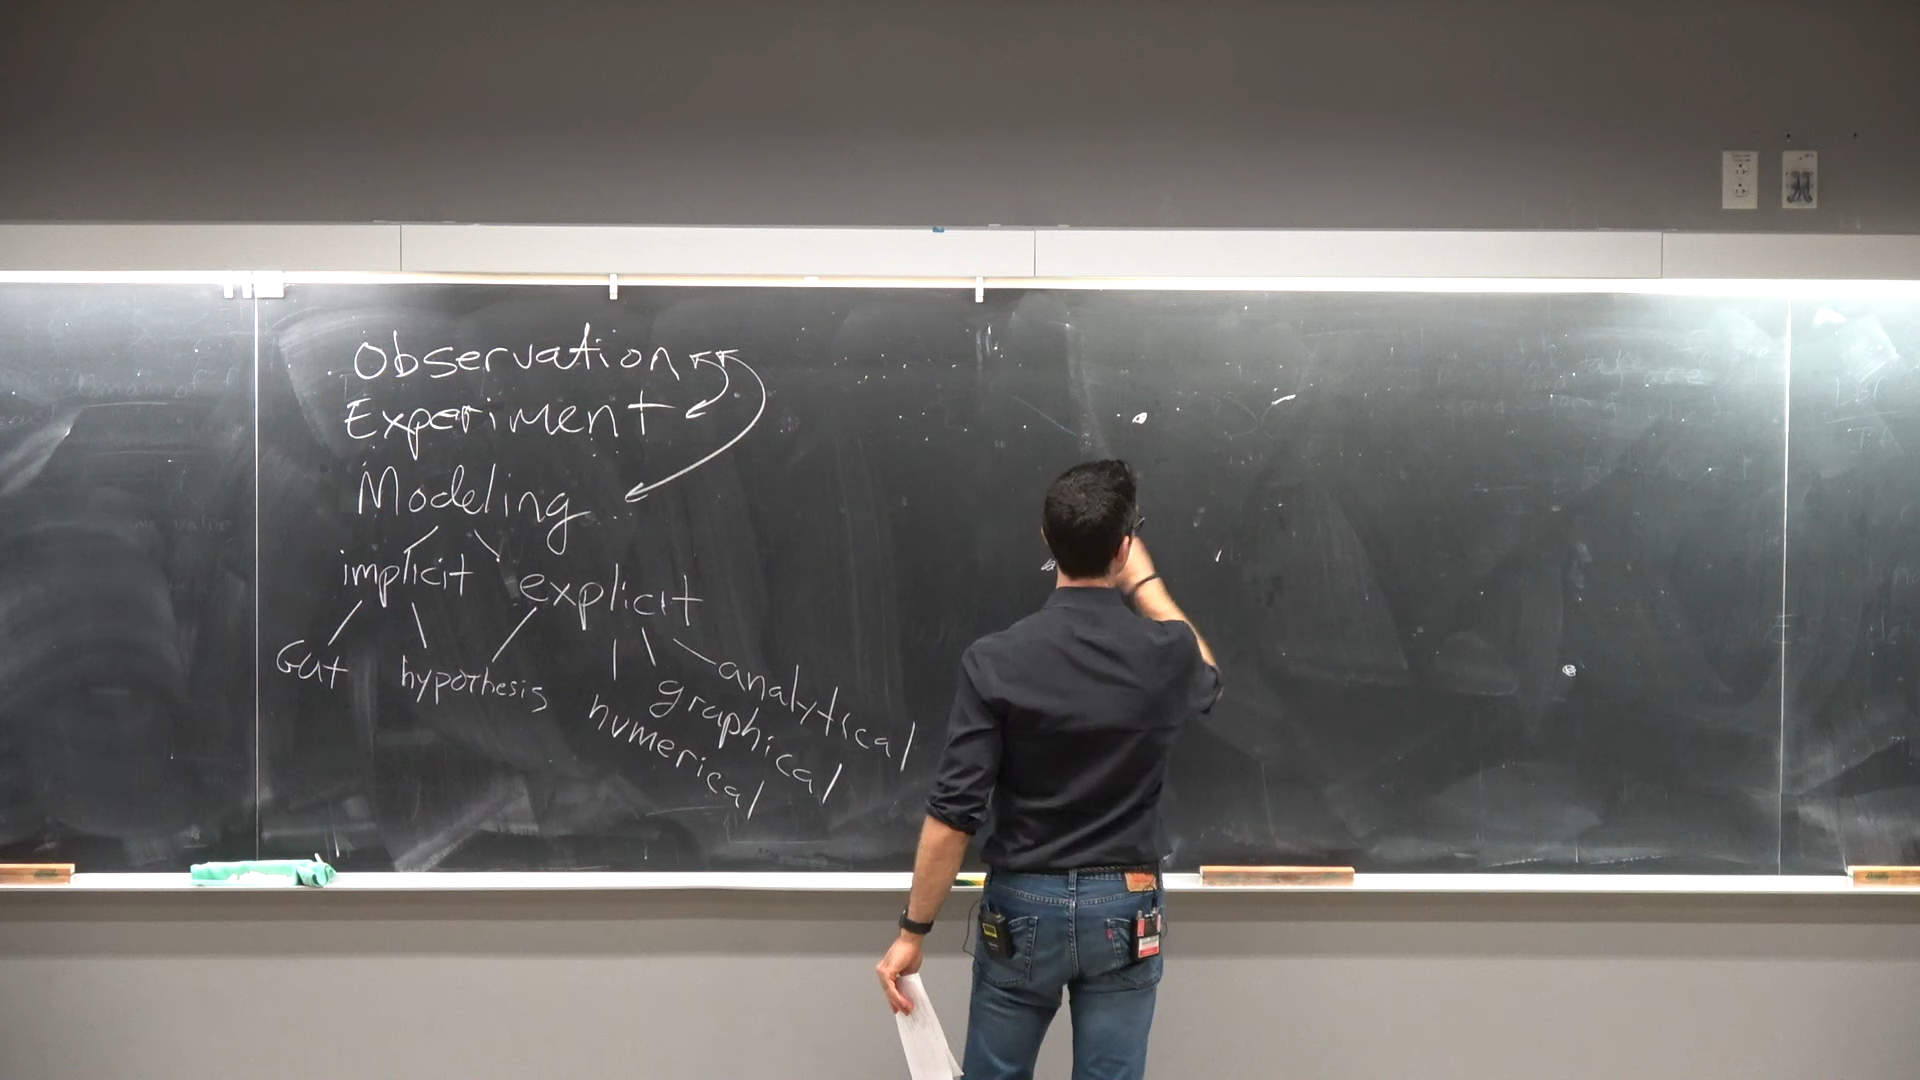 Observation
Experiment
Modeling
implicit explicit
Gut hypothesis numerical graphical analytical